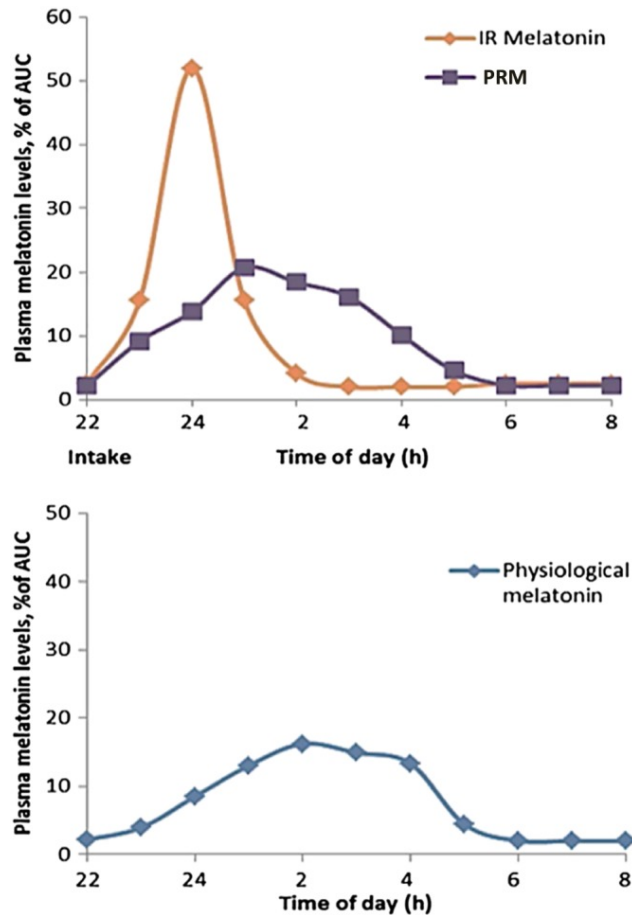 60
50
40
30
20
10
0
Plasma melatonin levels, % of AUC
IR Melatonin
PRM
22 24 2 4 6 8
Intake Time of day (h)
50
40
30
20
10
0
Plasma melatonin levels, %of AUC
Physiological
melatonin
22 24 2 4 6 8
Time of day (h)